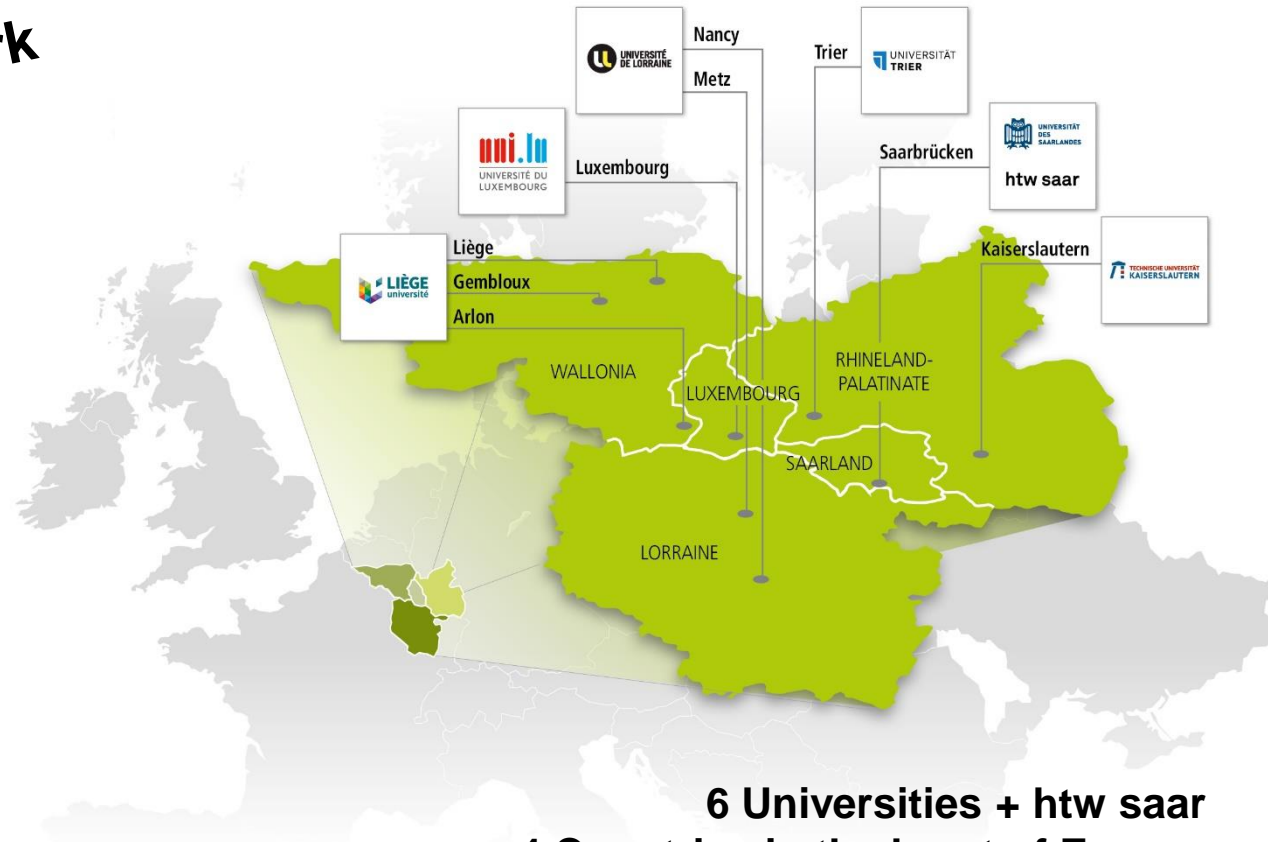 Nancy
Metz
UNIVERSITÉ
DE LORRAINE
Trier
UNIVERSITÄT
TRIER
uni.lu
UNIVERSITÉ DU
LUXEMBOURG
Luxembourg
Saarbrücken
UNIVERSITÄT
DES
SAARLANDES
htw saar
LIÈGE
université
Liège
Gembloux
Arlon
Kaiserslautern
TECHNISCHE UNIVERSITÄT
KAISERSLAUTERN
WALLONIA
LUXEMBOURG
RHINELAND-
PALATINATE
SAARLAND
LORRAINE
6 Universities + htw saar